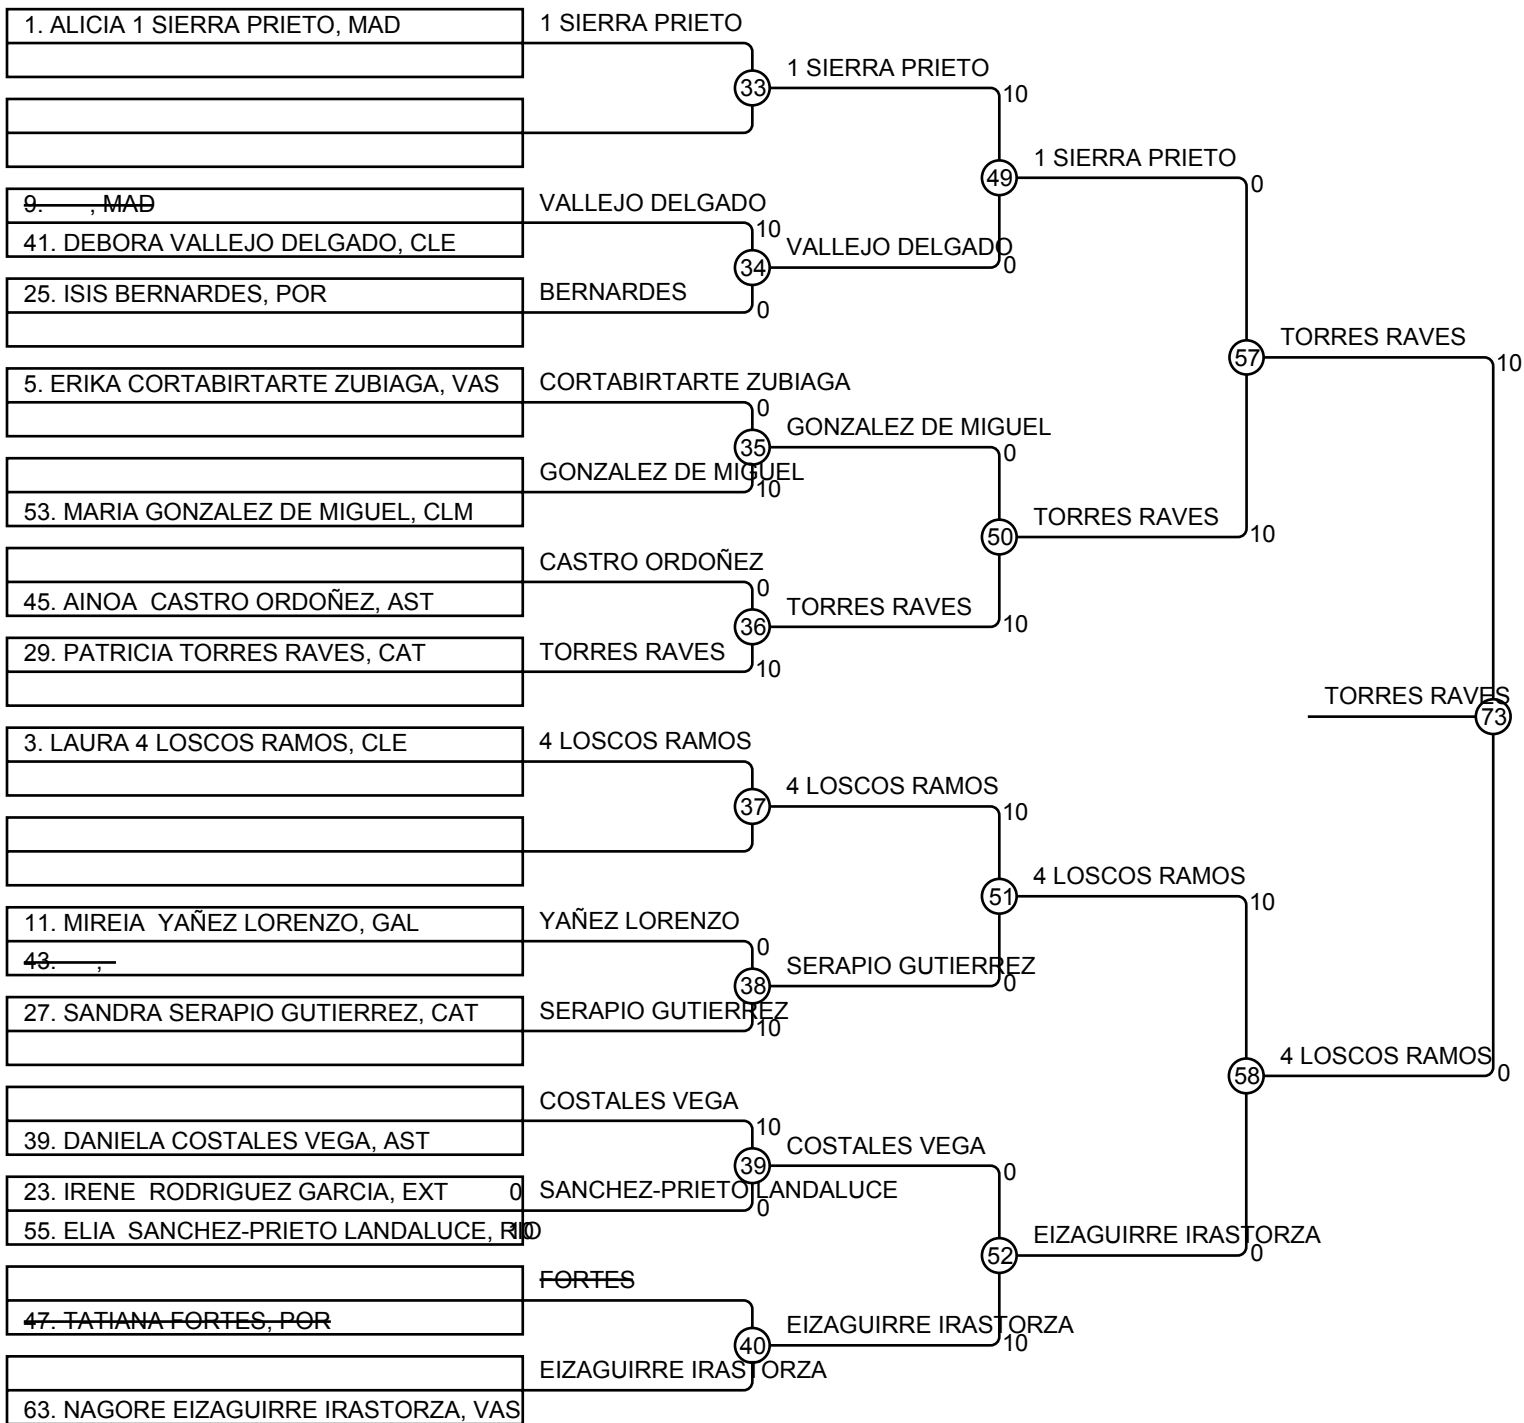 1. ALICIA 1 SIERRA PRIETO, MAD
1 SIERRA PRIETO
33
1 SIERRA PRIETO
10
49
1 SIERRA PRIETO
0
9. , MAD
41. DEBORA VALLEJO DELGADO, CLE
VALLEJO DELGADO
10
34
VALLEJO DELGADO
0
25. ISIS BERNARDES, POR
BERNARDES
0
57
TORRES RAVES
10
5. ERIKA CORTABIRTARTE ZUBIAGA, VAS
CORTABIRTARTE ZUBIAGA
0
35
GONZALEZ DE MIGUEL
0
GONZALEZ DE MIGUEL
10
53. MARIA GONZALEZ DE MIGUEL, CLM
50
TORRES RAVES
10
CASTRO ORDOÑEZ
0
45. AINOA CASTRO ORDOÑEZ, AST
36
TORRES RAVES
10
29. PATRICIA TORRES RAVES, CAT
TORRES RAVES
10
TORRES RAVES
73
3. LAURA 4 LOSCOS RAMOS, CLE
4 LOSCOS RAMOS
37
4 LOSCOS RAMOS
10
51
4 LOSCOS RAMOS
10
11. MIREIA YAÑEZ LORENZO, GAL
43. ,
YAÑEZ LORENZO
0
38
SERAPIO GUTIERREZ
0
27. SANDRA SERAPIO GUTIERREZ, CAT
SERAPIO GUTIERREZ
10
58
4 LOSCOS RAMOS
0
COSTALES VEGA
10
39. DANIELA COSTALES VEGA, AST
39
COSTALES VEGA
0
23. IRENE RODRIGUEZ GARCIA, EXT 0
SANCHEZ-PRIETO LANDALUCE
0
55. ELIA SANCHEZ-PRIETO LANDALUCE, RIO 10
52
EIZAGUIRRE IRASTORZA
0
FORTES
47. TATIANA FORTES, POR
40
EIZAGUIRRE IRASTORZA
10
EIZAGUIRRE IRASTORZA
63. NAGORE EIZAGUIRRE IRASTORZA, VAS